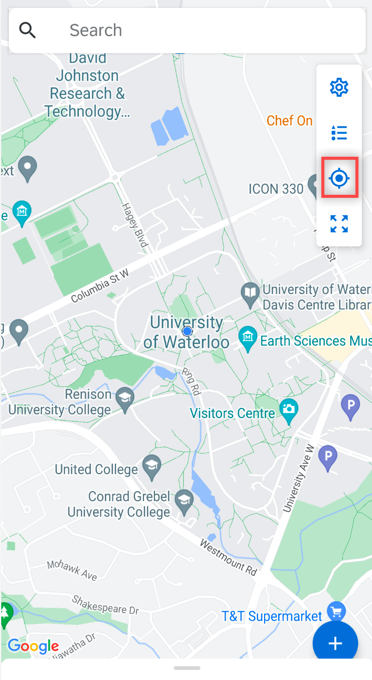 Search
David
Johnston
Research &
Technology...
Chef On
ext
ICON 330
e
Hagey Blvd
Columbia St W
p St
University of Water
Davis Centre Librar
University
of Waterloo
Earth Sciences Mus
g
)
Ring Rd
Renison
University College
Visitors Centre
P
P
United College
University Ave W
Conrad Grebel
University College
Westmount Rd
Mohawk Ave
Shakespeare Dr
T&T Supermarket
Google
iawatha Dr
+